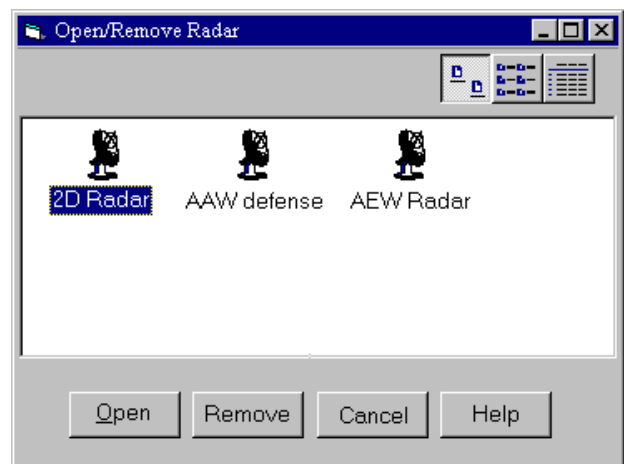 Open/Remove Radar
2D Radar AAW defense AEW Radar
Open Remove Cancel Help